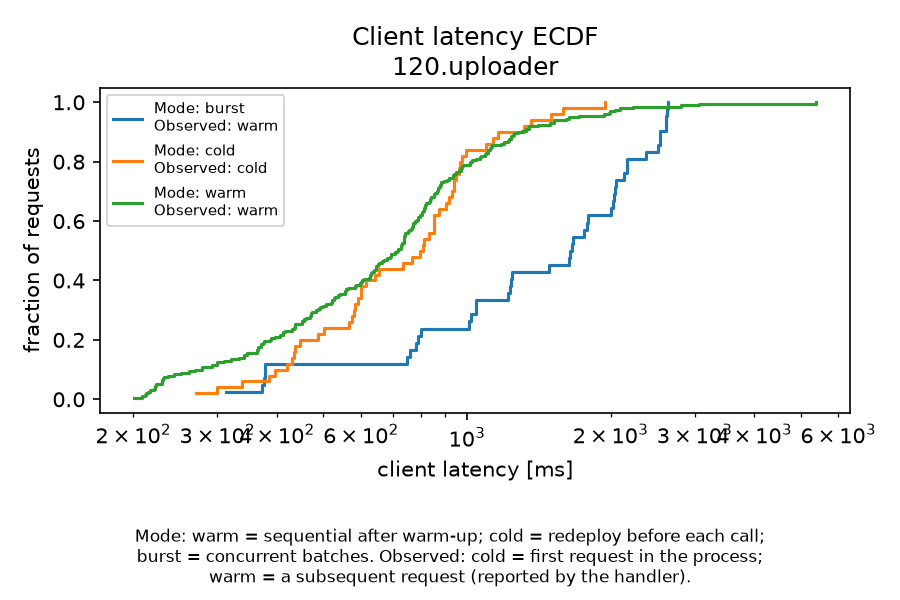 Client latency ECDF
120.uploader
1.0
0.8
0.6
0.4
0.2
0.0
fraction of requests
Mode: burst
Observed: warm
Mode: cold
Observed: cold
Mode: warm
Observed: warm
2 × 10² 3 × 10² 4 × 10² 6 × 10² 10³ 2 × 10³ 3 × 10³ 4 × 10³ 6 × 10³
client latency [ms]
Mode: warm = sequential after warm-up; cold = redeploy before each call;
burst = concurrent batches. Observed: cold = first request in the process;
warm = a subsequent request (reported by the handler).